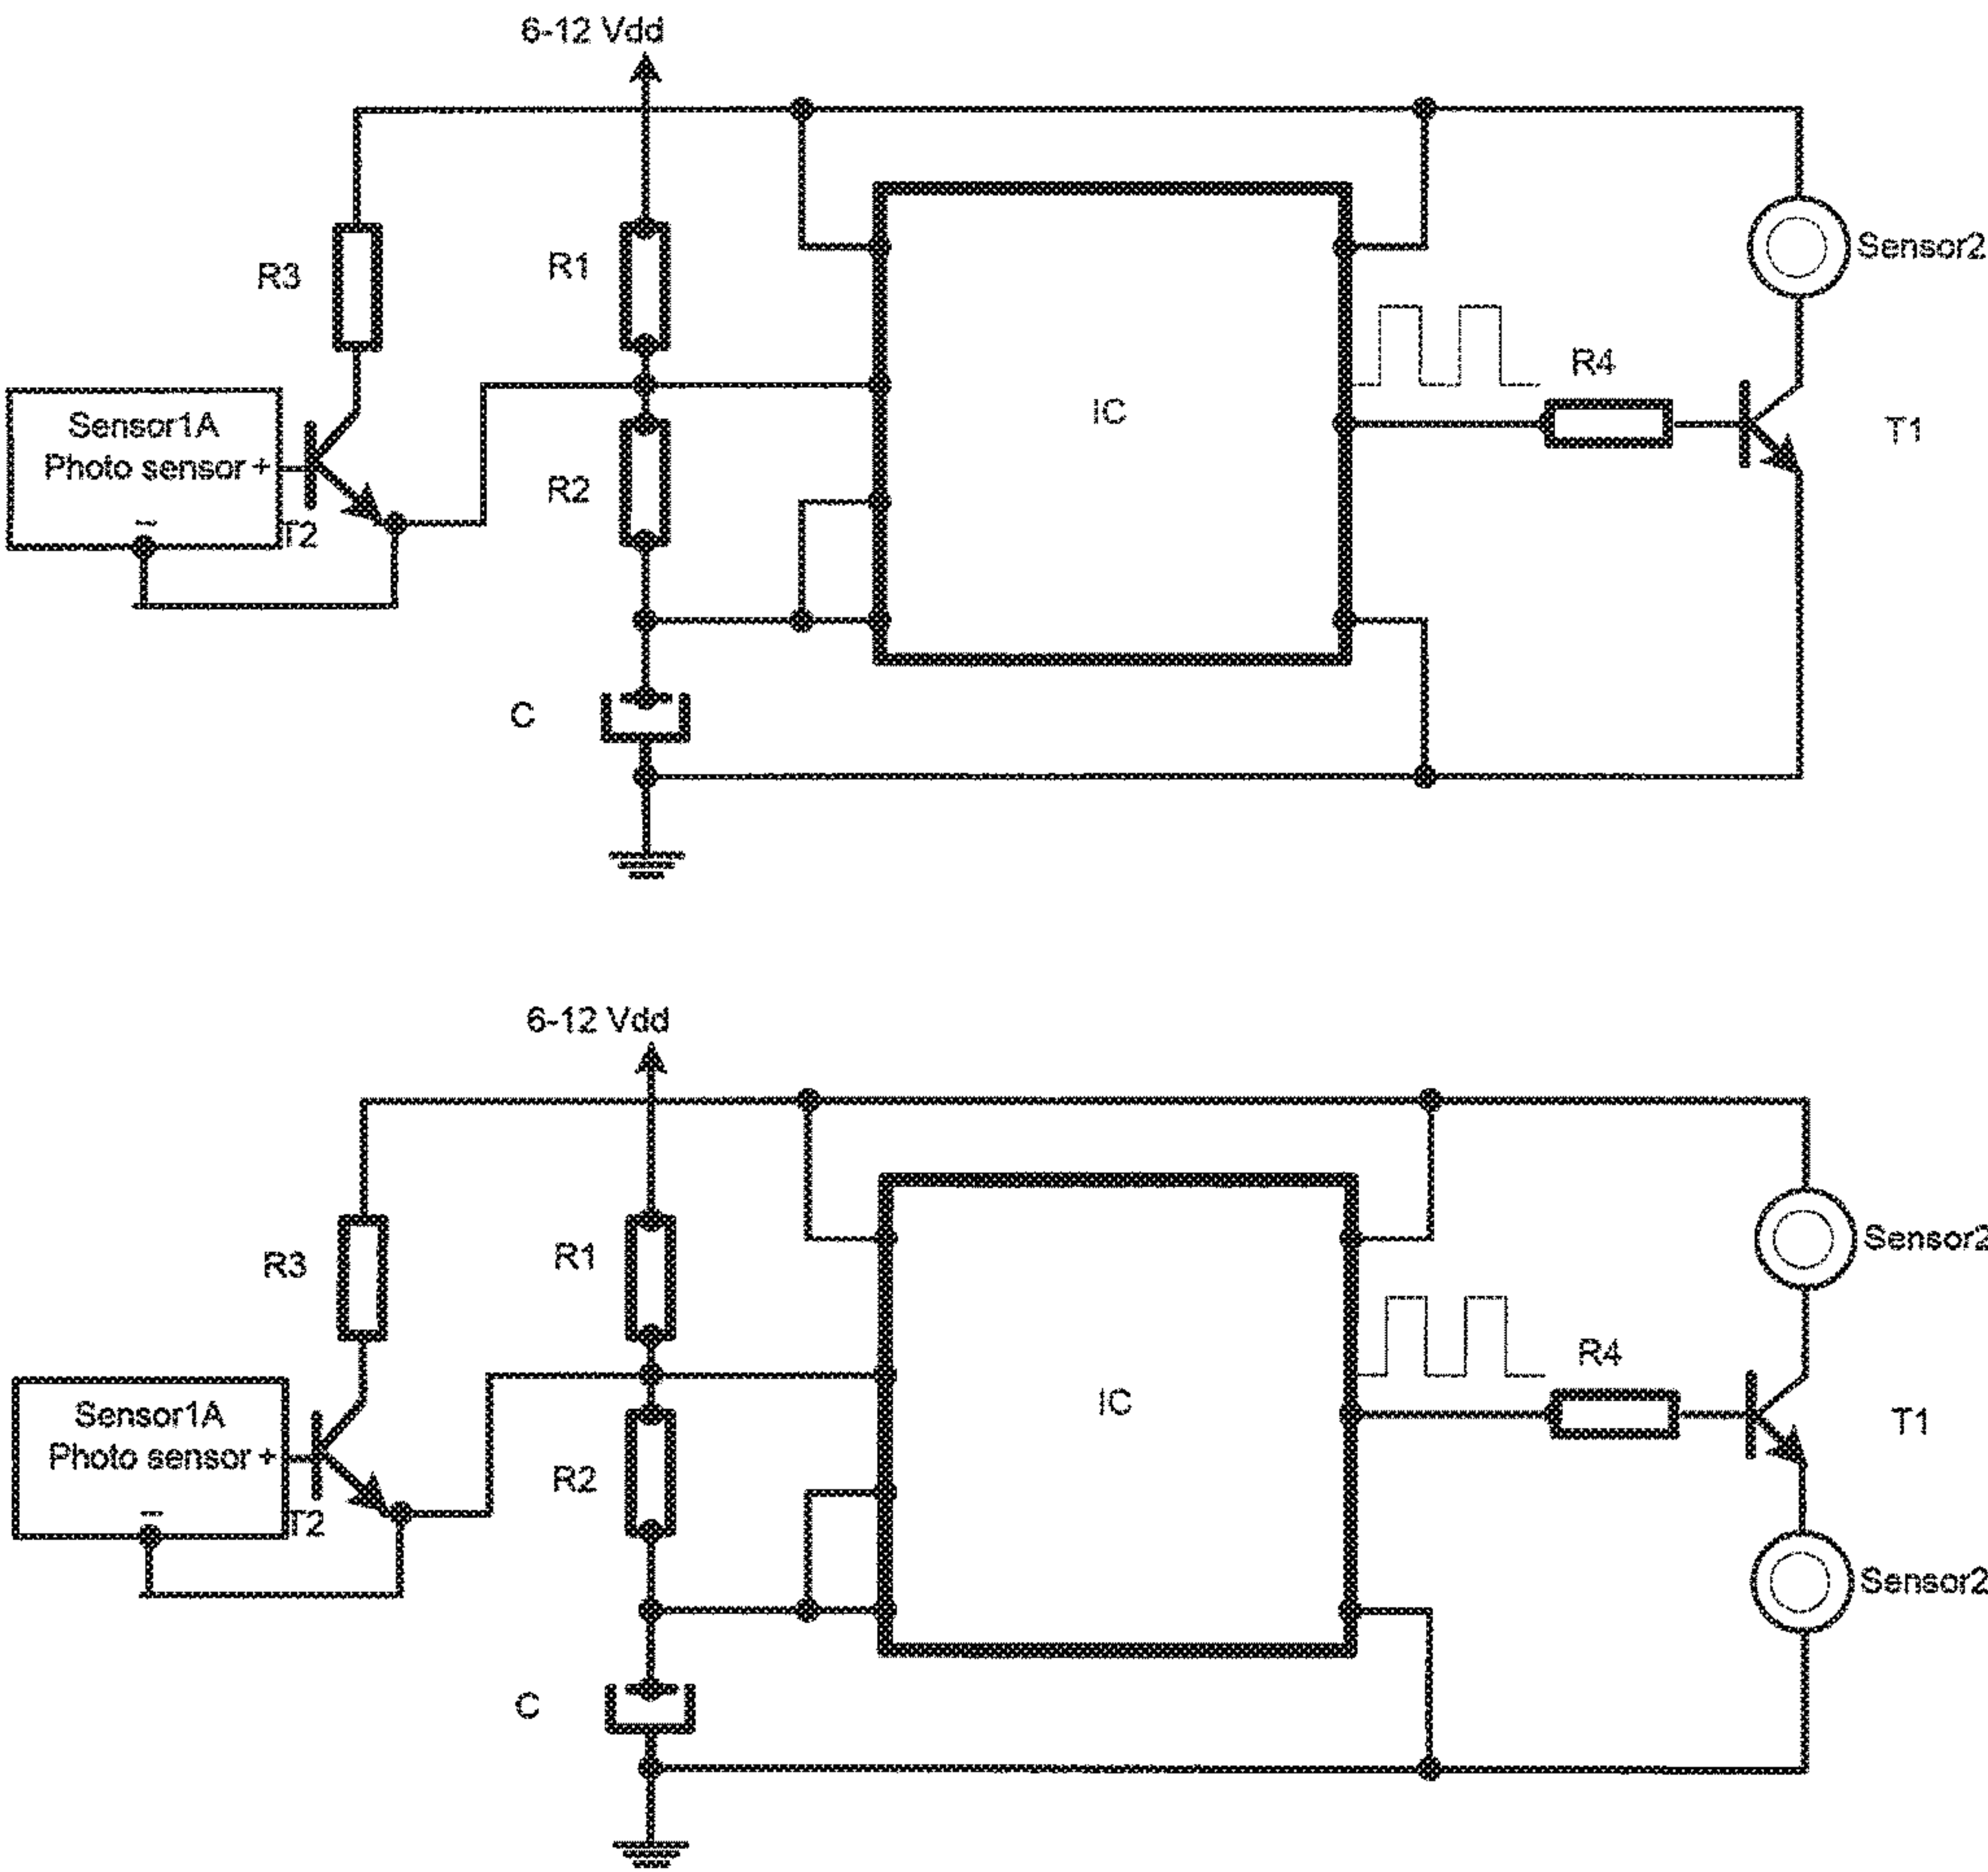 6-12 Vdd
R3
R1
Sensor2
IC
R4
T1
Sensor1A
Photo sensor +
−
T2
R2
C
6-12 Vdd
R3
R1
Sensor2
IC
R4
T1
Sensor1A
Photo sensor +
−
T2
R2
Sensor2
C